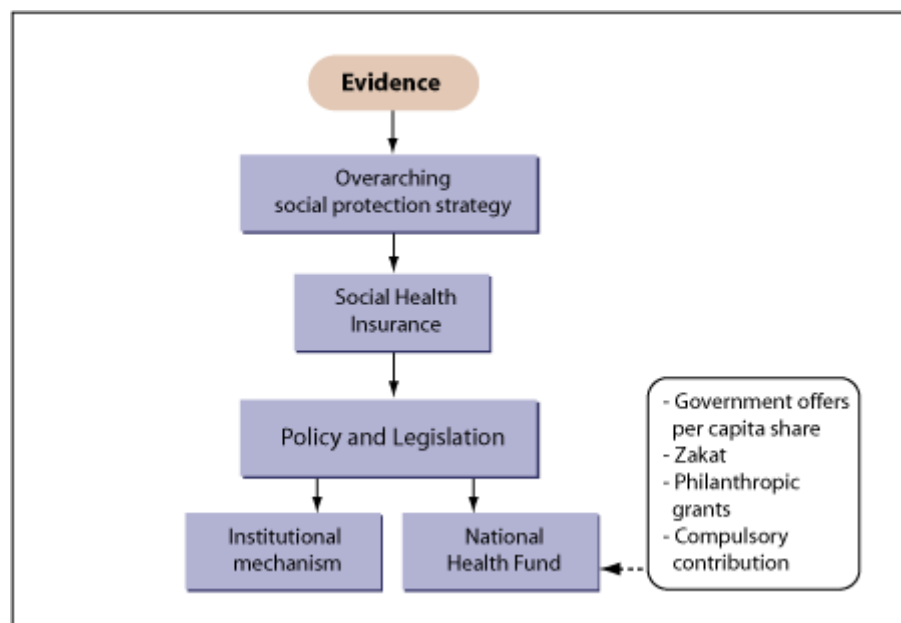 Evidence
Overarching
social protection strategy
Social Health
Insurance
Policy and Legislation
Institutional
mechanism
National
Health Fund
- Government offers
per capita share
- Zakat
- Philanthropic
grants
- Compulsory
contribution